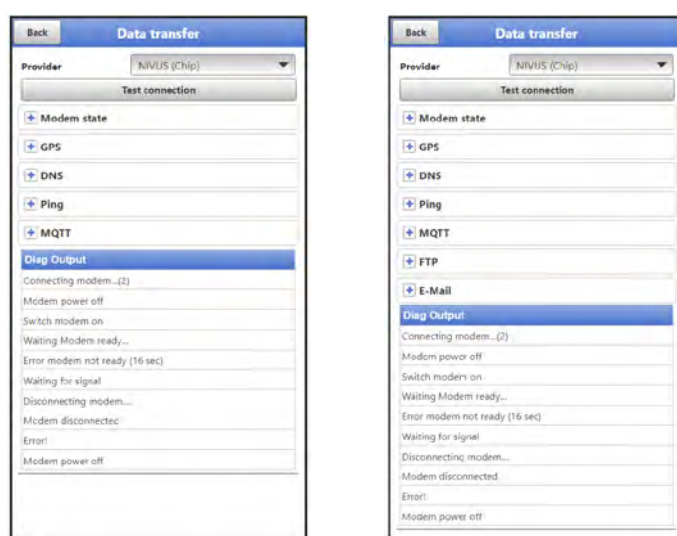 Back Data transfer
Provider NIVUS (Chip)
Test connection
Modem state
GPS
DNS
Ping
MQTT
Diag Output
Connecting modem...(2)
Modem power off
Switch modem on
Waiting Modem ready...
Error modem not ready (16 sec)
Waiting for signal
Disconnecting modem...
Modem disconnected
Error!
Modem power off
Back Data transfer
Provider NIVUS (Chip)
Test connection
Modem state
GPS
DNS
Ping
MQTT
FTP
E-Mail
Diag Output
Connecting modem...(2)
Modem power off
Switch modem on
Waiting Modem ready...
Error modem not ready (16 sec)
Waiting for signal
Disconnecting modem...
Modem disconnected
Error!
Modem power off